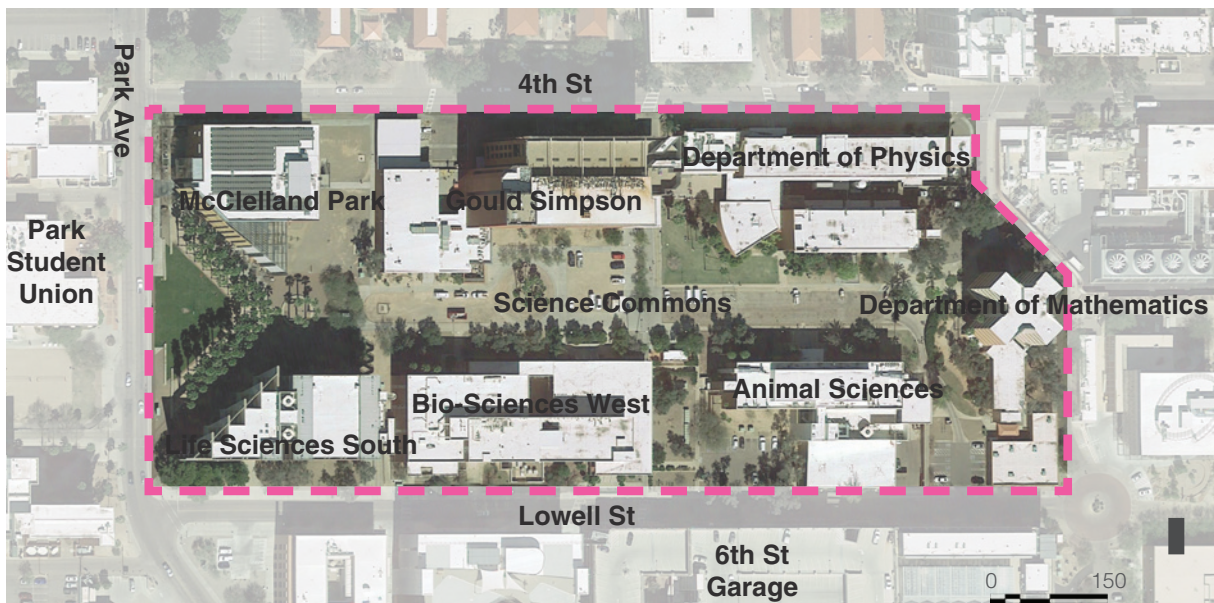 Park Ave
4th St
Department of Physics
McClelland Park
Gould Simpson
Park
Student
Union
Science Commons
Department of Mathematics
Animal Sciences
Bio-Sciences West
Life Sciences South
Lowell St
6th St
Garage
0 150